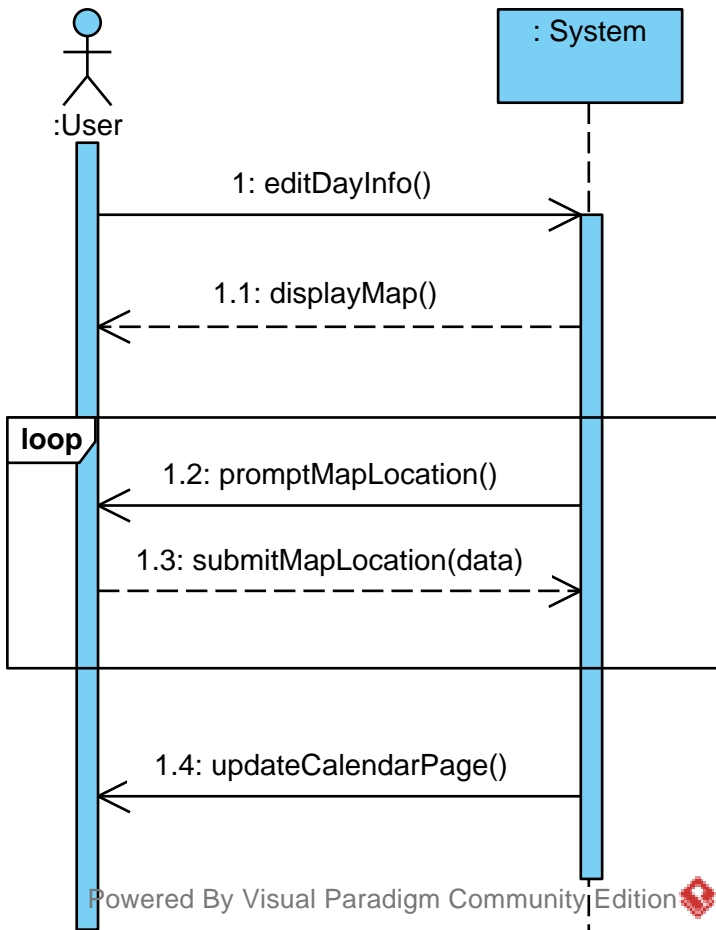 : System
:User
1: editDayInfo()
1.1: displayMap()
loop
1.2: promptMapLocation()
1.3: submitMapLocation(data)
1.4: updateCalendarPage()
Powered By Visual Paradigm Community Edition